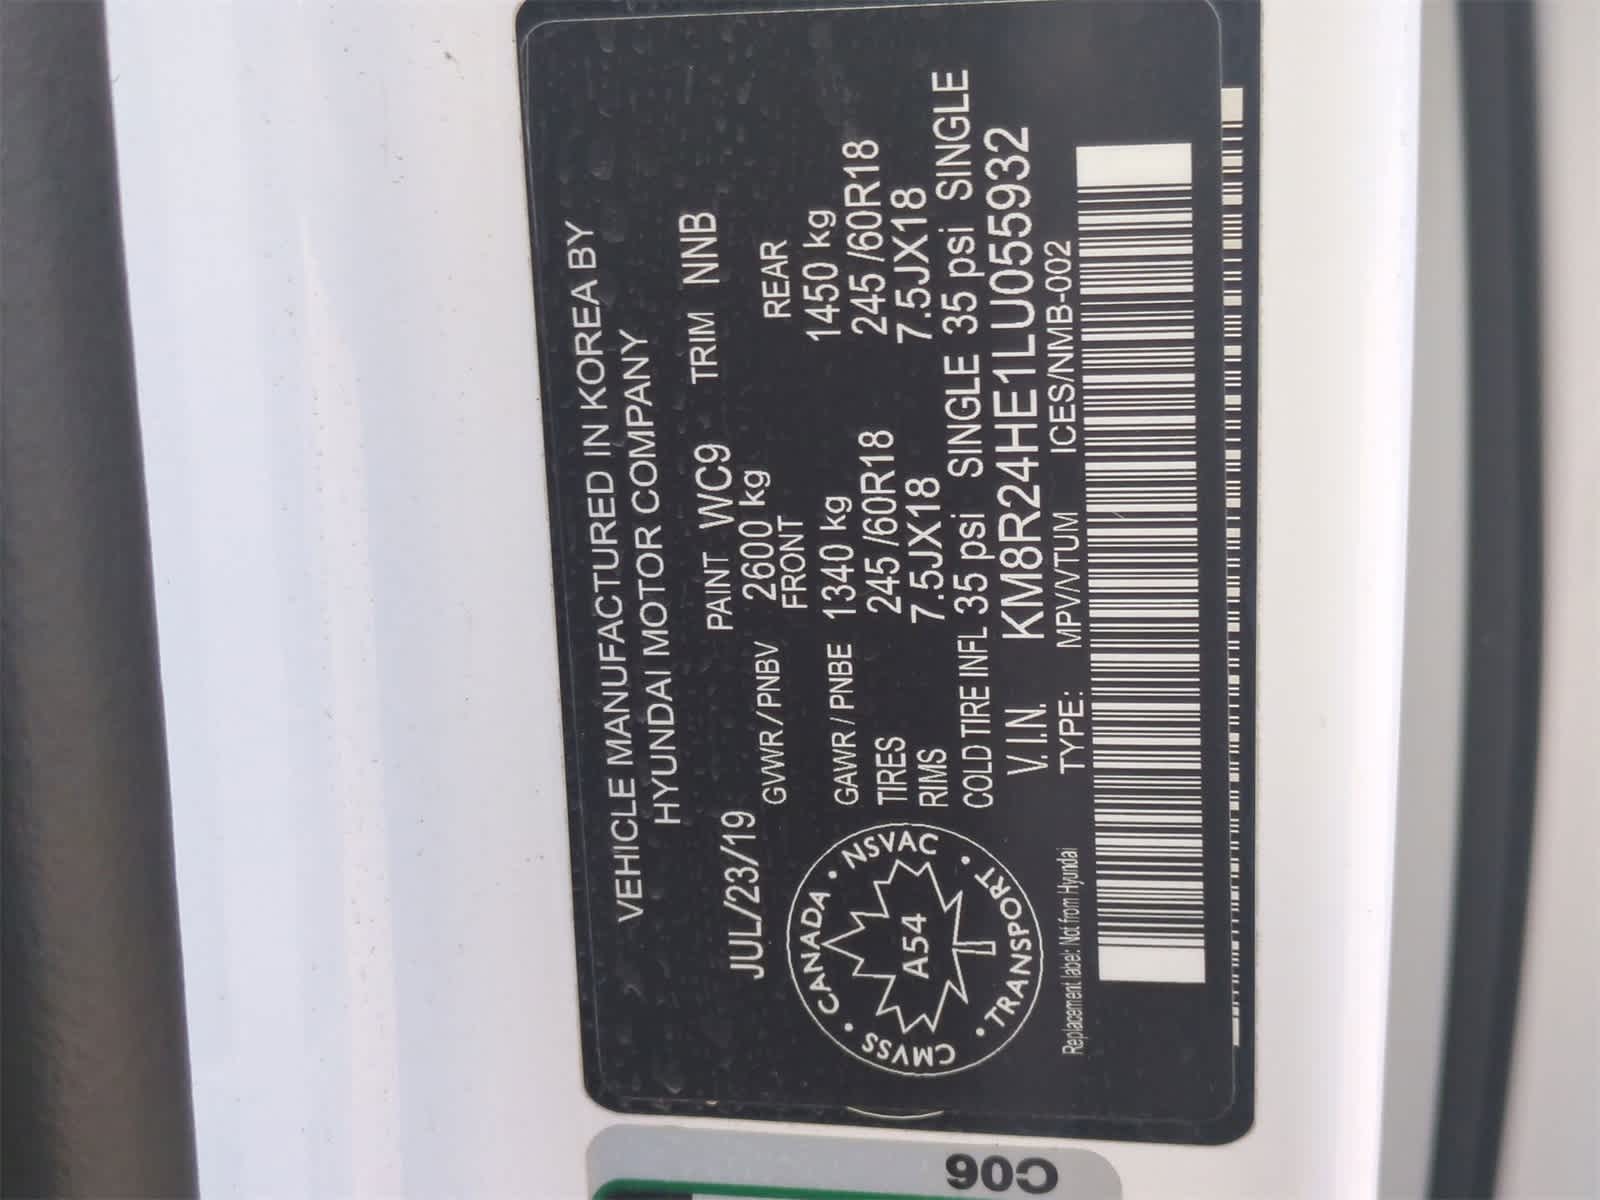 VEHICLE MANUFACTURED IN KOREA BY
HYUNDAI MOTOR COMPANY
JUL/23/19 PAINT WC9 TRIM NNB
GVWR / PNBV 2600 kg
FRONT REAR
GAWR / PNBE 1340 kg 1450 kg
TIRES 245 /60R18 245 /60R18
RIMS 7.5JX18 7.5JX18
COLD TIRE INFL 35 psi SINGLE 35 psi SINGLE
V.I.N. KM8R24HE1LU055932
TYPE: MPV/VTUM ICES/NMB-002
CMVSS • CANADA • NSVAC • TRANSPORT •
A54
Replacement label: Not from Hyundai
C06